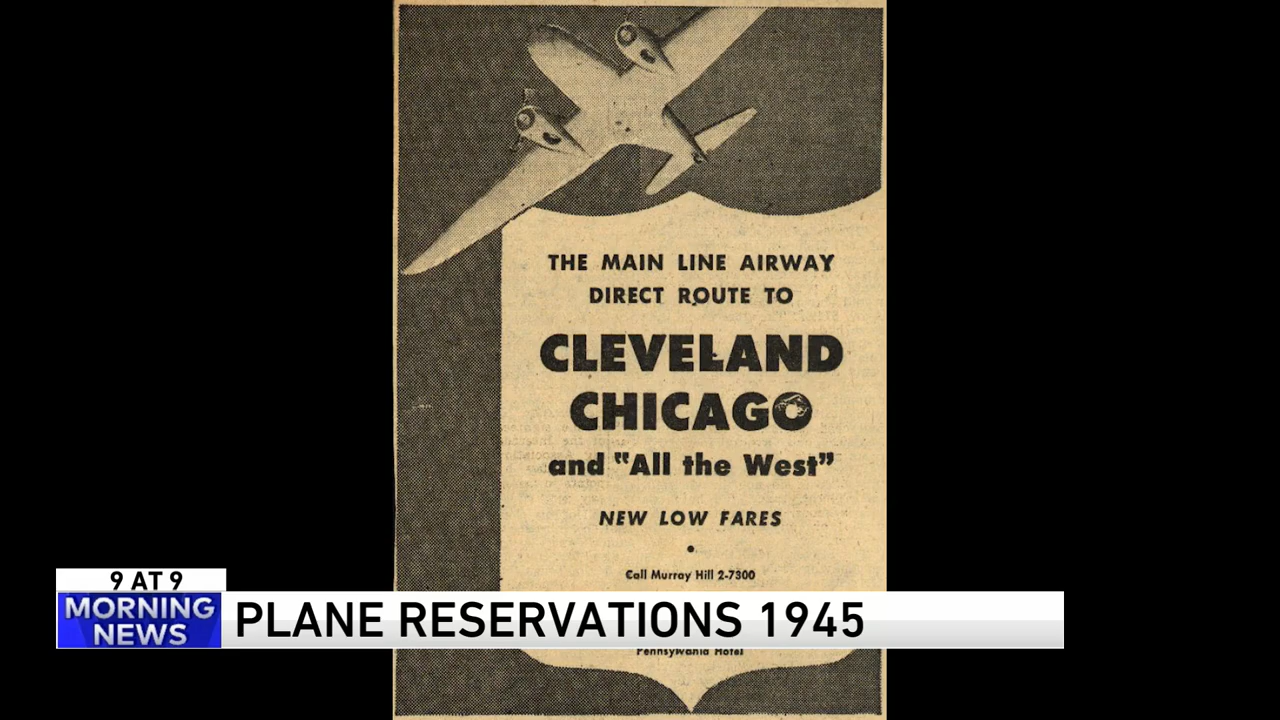 THE MAIN LINE AIRWAY
DIRECT ROUTE TO
CLEVELAND
CHICAGO
and "All the West"
NEW LOW FARES
•
Call Murray Hill 2-7300
9 AT 9
MORNING
NEWS
PLANE RESERVATIONS 1945
Pennsylvania Hotel